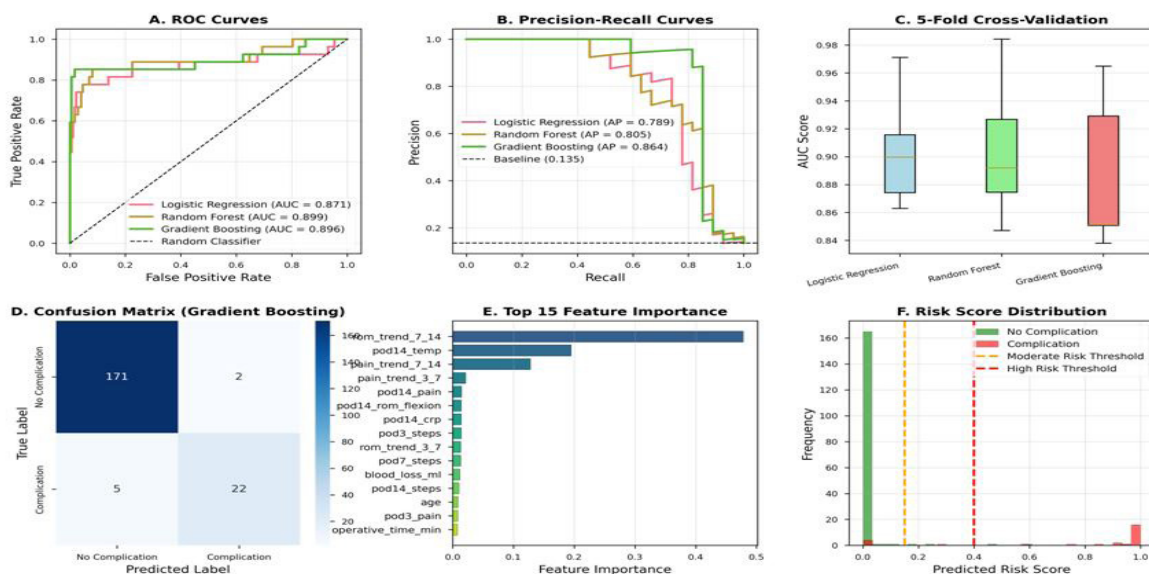 A. ROC Curves
True Positive Rate
1.0
0.8
0.6
0.4
0.2
0.0
Logistic Regression (AUC = 0.871)
Random Forest (AUC = 0.899)
Gradient Boosting (AUC = 0.896)
Random Classifier
0.0 0.2 0.4 0.6 0.8 1.0
False Positive Rate
B. Precision-Recall Curves
Precision
1.0
0.8
0.6
0.4
0.2
Logistic Regression (AP = 0.789)
Random Forest (AP = 0.805)
Gradient Boosting (AP = 0.864)
Baseline (0.135)
0.0 0.2 0.4 0.6 0.8 1.0
Recall
C. 5-Fold Cross-Validation
AUC Score
0.98
0.96
0.94
0.92
0.90
0.88
0.86
0.84
Logistic Regression
Random Forest
Gradient Boosting
D. Confusion Matrix (Gradient Boosting)
True Label
No Complication
Complication
171 2
5 22
No Complication Complication
Predicted Label
160
140
120
100
80
60
40
20
E. Top 15 Feature Importance
rom_trend_7_14
pod14_temp
pain_trend_7_14
pain_trend_3_7
pod14_pain
pod14_rom_flexion
pod14_crp
pod3_steps
rom_trend_3_7
pod7_steps
blood_loss_ml
pod14_steps
age
pod3_pain
operative_time_min
0.0 0.1 0.2 0.3 0.4 0.5
Feature Importance
F. Risk Score Distribution
Frequency
160
140
120
100
80
60
40
20
0
No Complication
Complication
Moderate Risk Threshold
High Risk Threshold
0.0 0.2 0.4 0.6 0.8 1.0
Predicted Risk Score